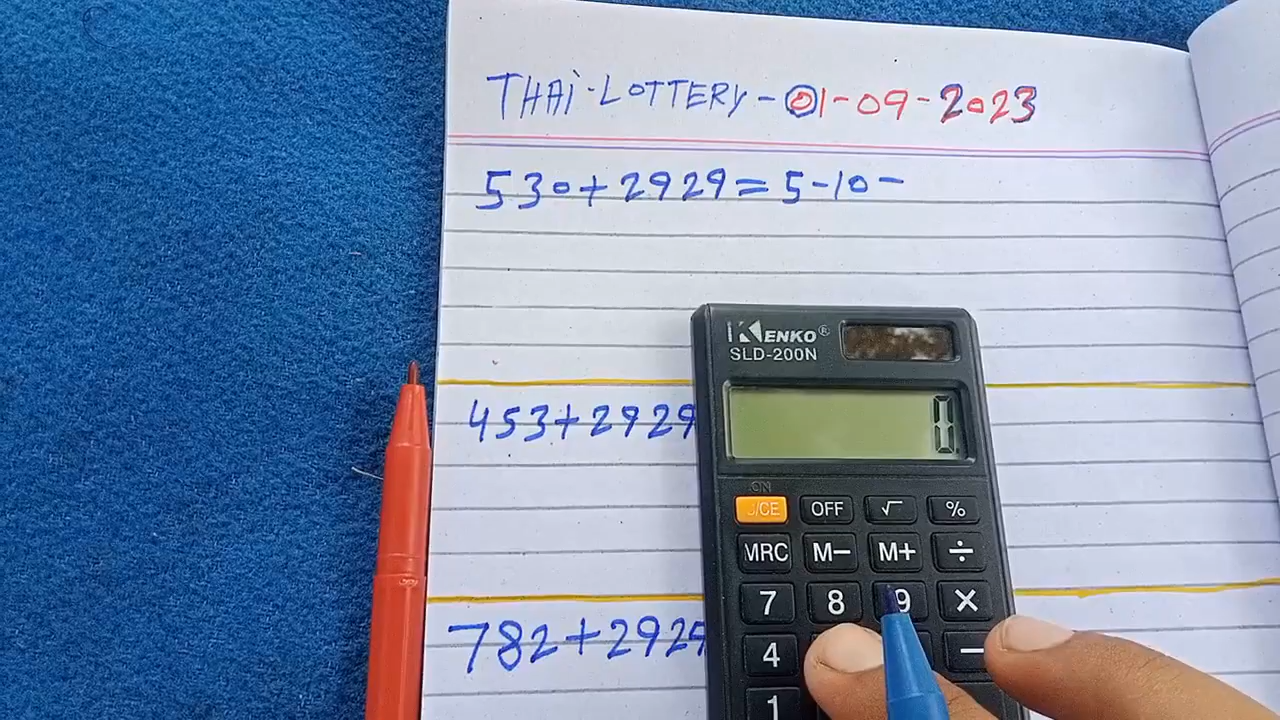 THAi-LOTTERY-01-09-2023
530+2929=5-10-
453+2929
782+2929
KENKO®
SLD-200N
0.
ON
OFF √ %
MRC M− M+ ÷
7 8 9 ×
4 −
1